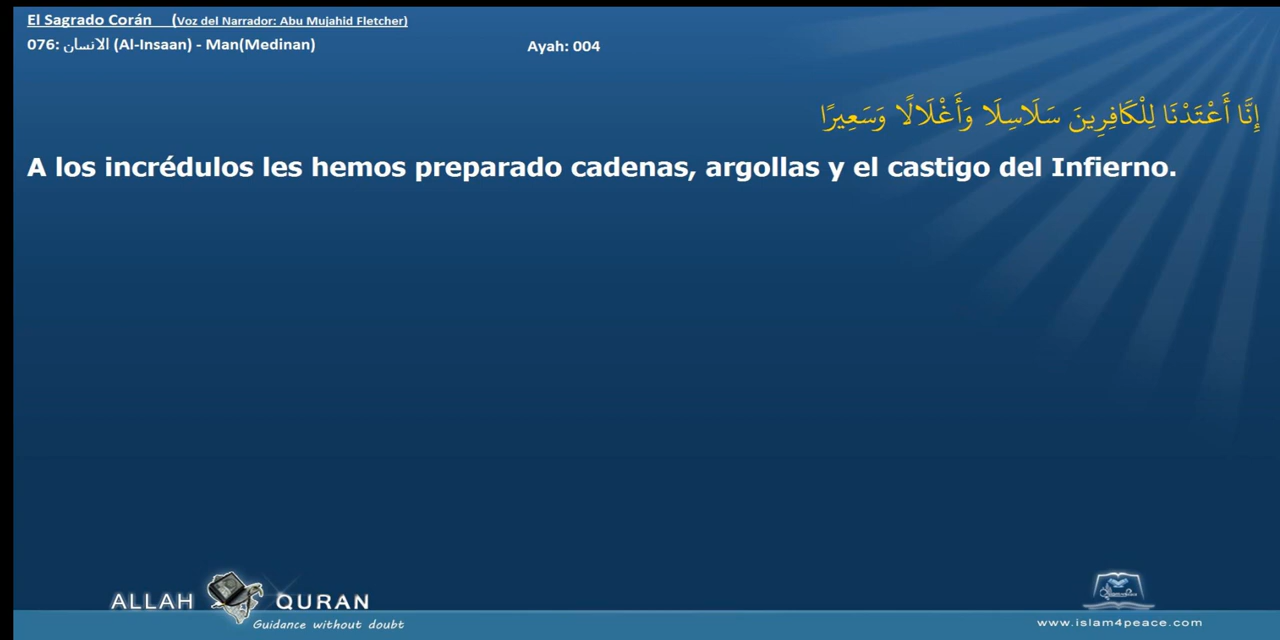 El Sagrado Corán (Voz del Narrador: Abu Mujahid Fletcher)
076: الانسان (Al-Insaan) - Man(Medinan) Ayah: 004
إِنَّا أَعْتَدْنَا لِلْكَافِرِينَ سَلَاسِلَا وَأَغْلَالًا وَسَعِيرًا
A los incrédulos les hemos preparado cadenas, argollas y el castigo del Infierno.
ALLAH QURAN
Guidance without doubt
www.islam4peace.com